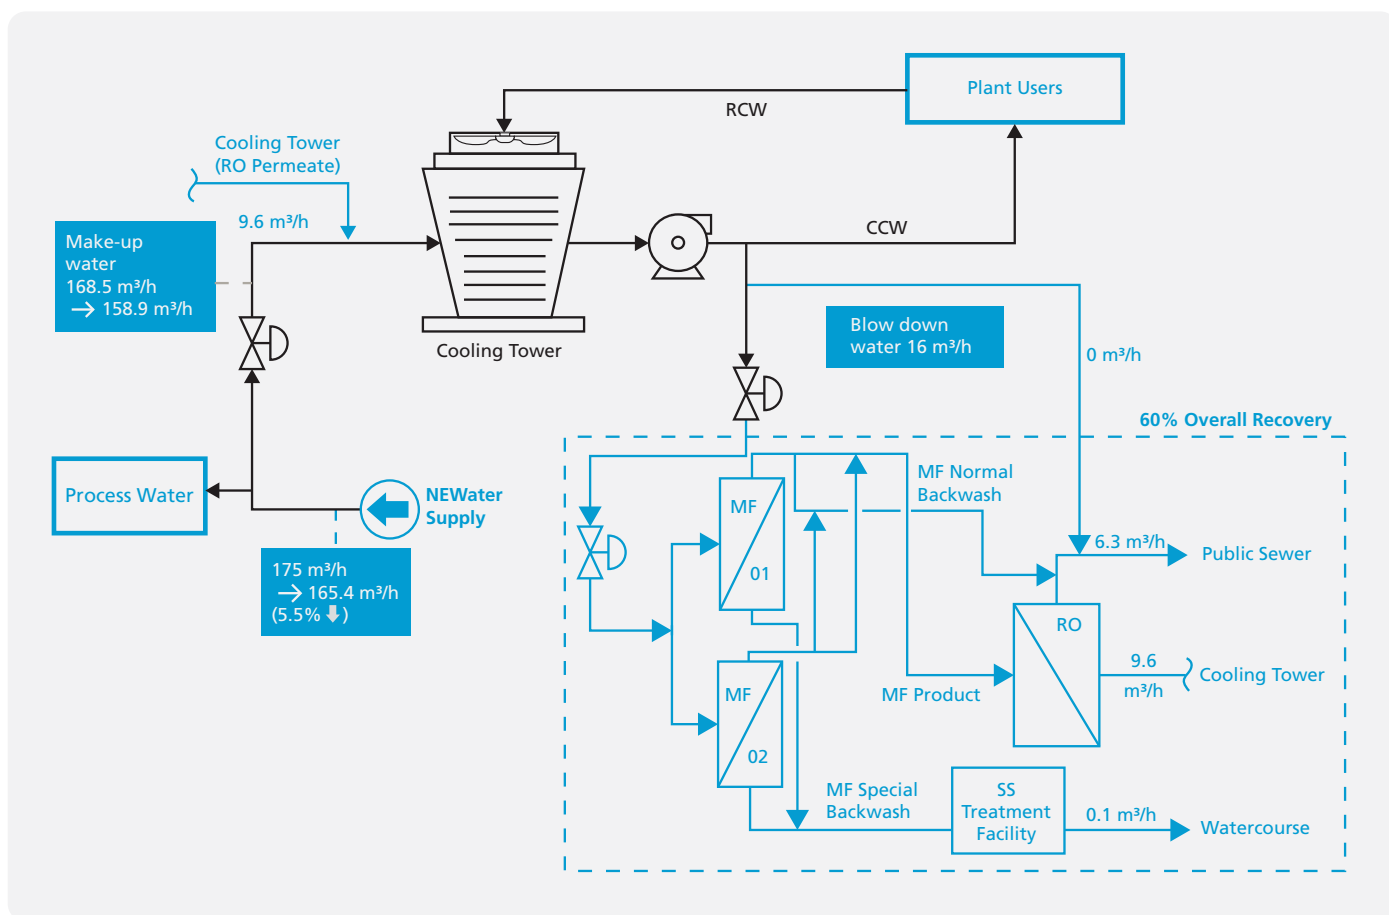 Plant Users
RCW
Cooling Tower
(RO Permeate)
9.6 m³/h
Make-up
water
168.5 m³/h
→ 158.9 m³/h
CCW
Cooling Tower
Blow down
water 16 m³/h
0 m³/h
60% Overall Recovery
Process Water
NEWater
Supply
175 m³/h
→ 165.4 m³/h
(5.5% ⬇)
MF
01
MF Normal
Backwash
6.3 m³/h
Public Sewer
RO
MF
02
MF Product
9.6
m³/h
Cooling Tower
MF Special
Backwash
SS
Treatment
Facility
0.1 m³/h
Watercourse